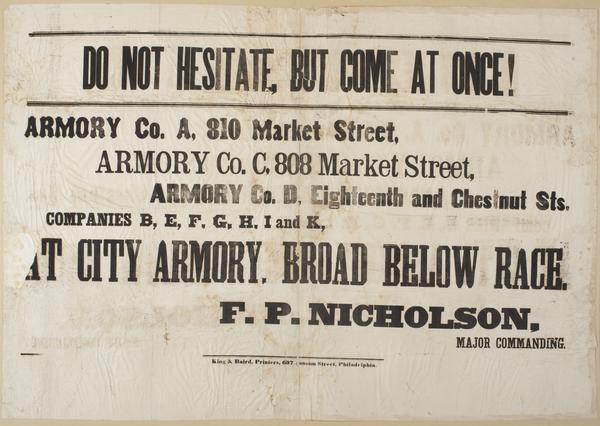 DO NOT HESITATE, BUT COME AT ONCE!
ARMORY Co. A, 810 Market Street,
ARMORY Co. C, 808 Market Street,
ARMORY Co. D, Eighteenth and Chestnut Sts.
COMPANIES B, E, F, G, H, I and K,
AT CITY ARMORY, BROAD BELOW RACE.
F. P. NICHOLSON,
MAJOR COMMANDING.
King & Baird, Printers, 607 Street, Philadelphia.